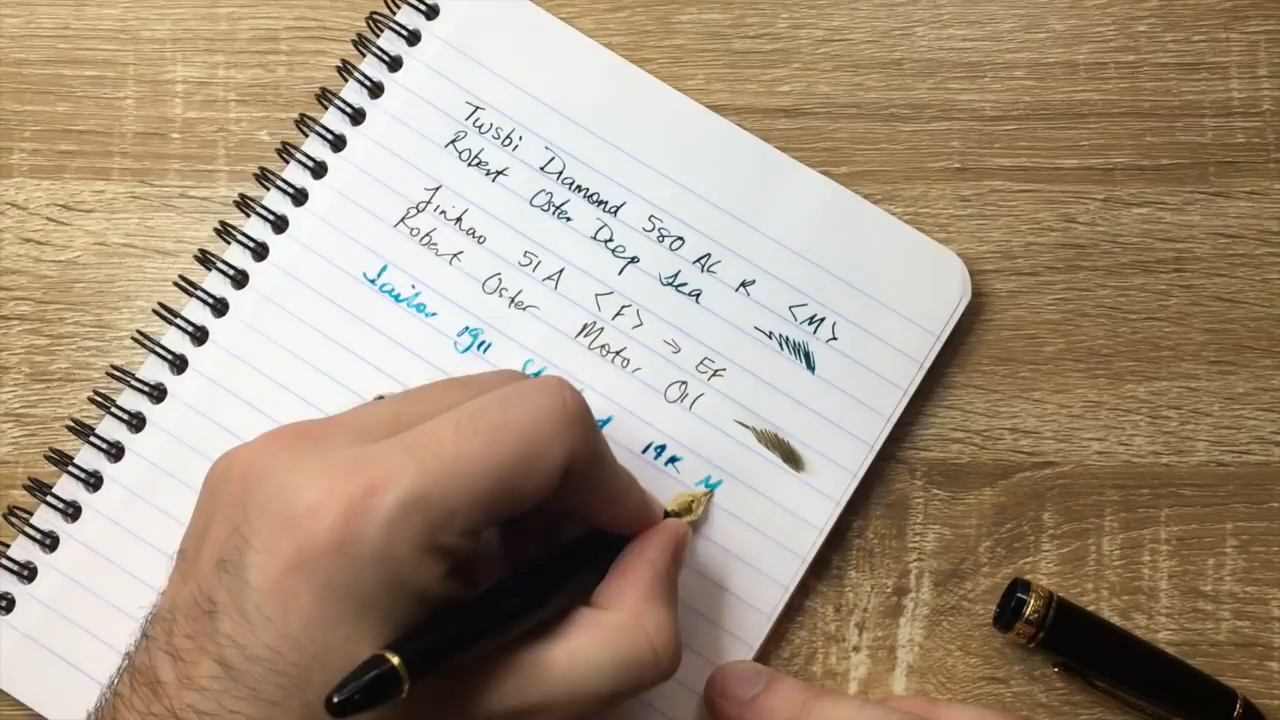 Twsbi Diamond 580 AL R <M>
Robert Oster Deep Sea
Jinhao 51A <F> → EF
Robert Oster Motor Oil
Sailor 1911 14K M